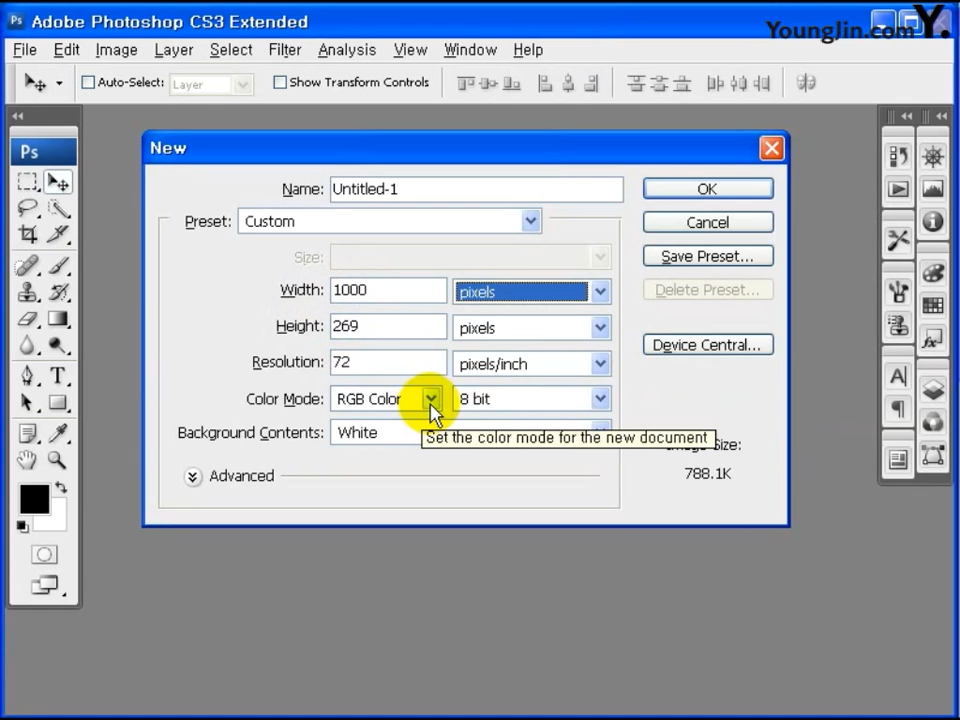 Ps Adobe Photoshop CS3 Extended
YoungJin.com Y.
File Edit Image Layer Select Filter Analysis View Window Help
Auto-Select: Layer Show Transform Controls
Ps
New
Name: Untitled-1 OK
Preset: Custom Cancel
Size: Save Preset...
Width: 1000 pixels Delete Preset...
Height: 269 pixels
Device Central...
Resolution: 72 pixels/inch
Color Mode: RGB Color 8 bit
Background Contents: White
Set the color mode for the new document
Size:
788.1K
Advanced